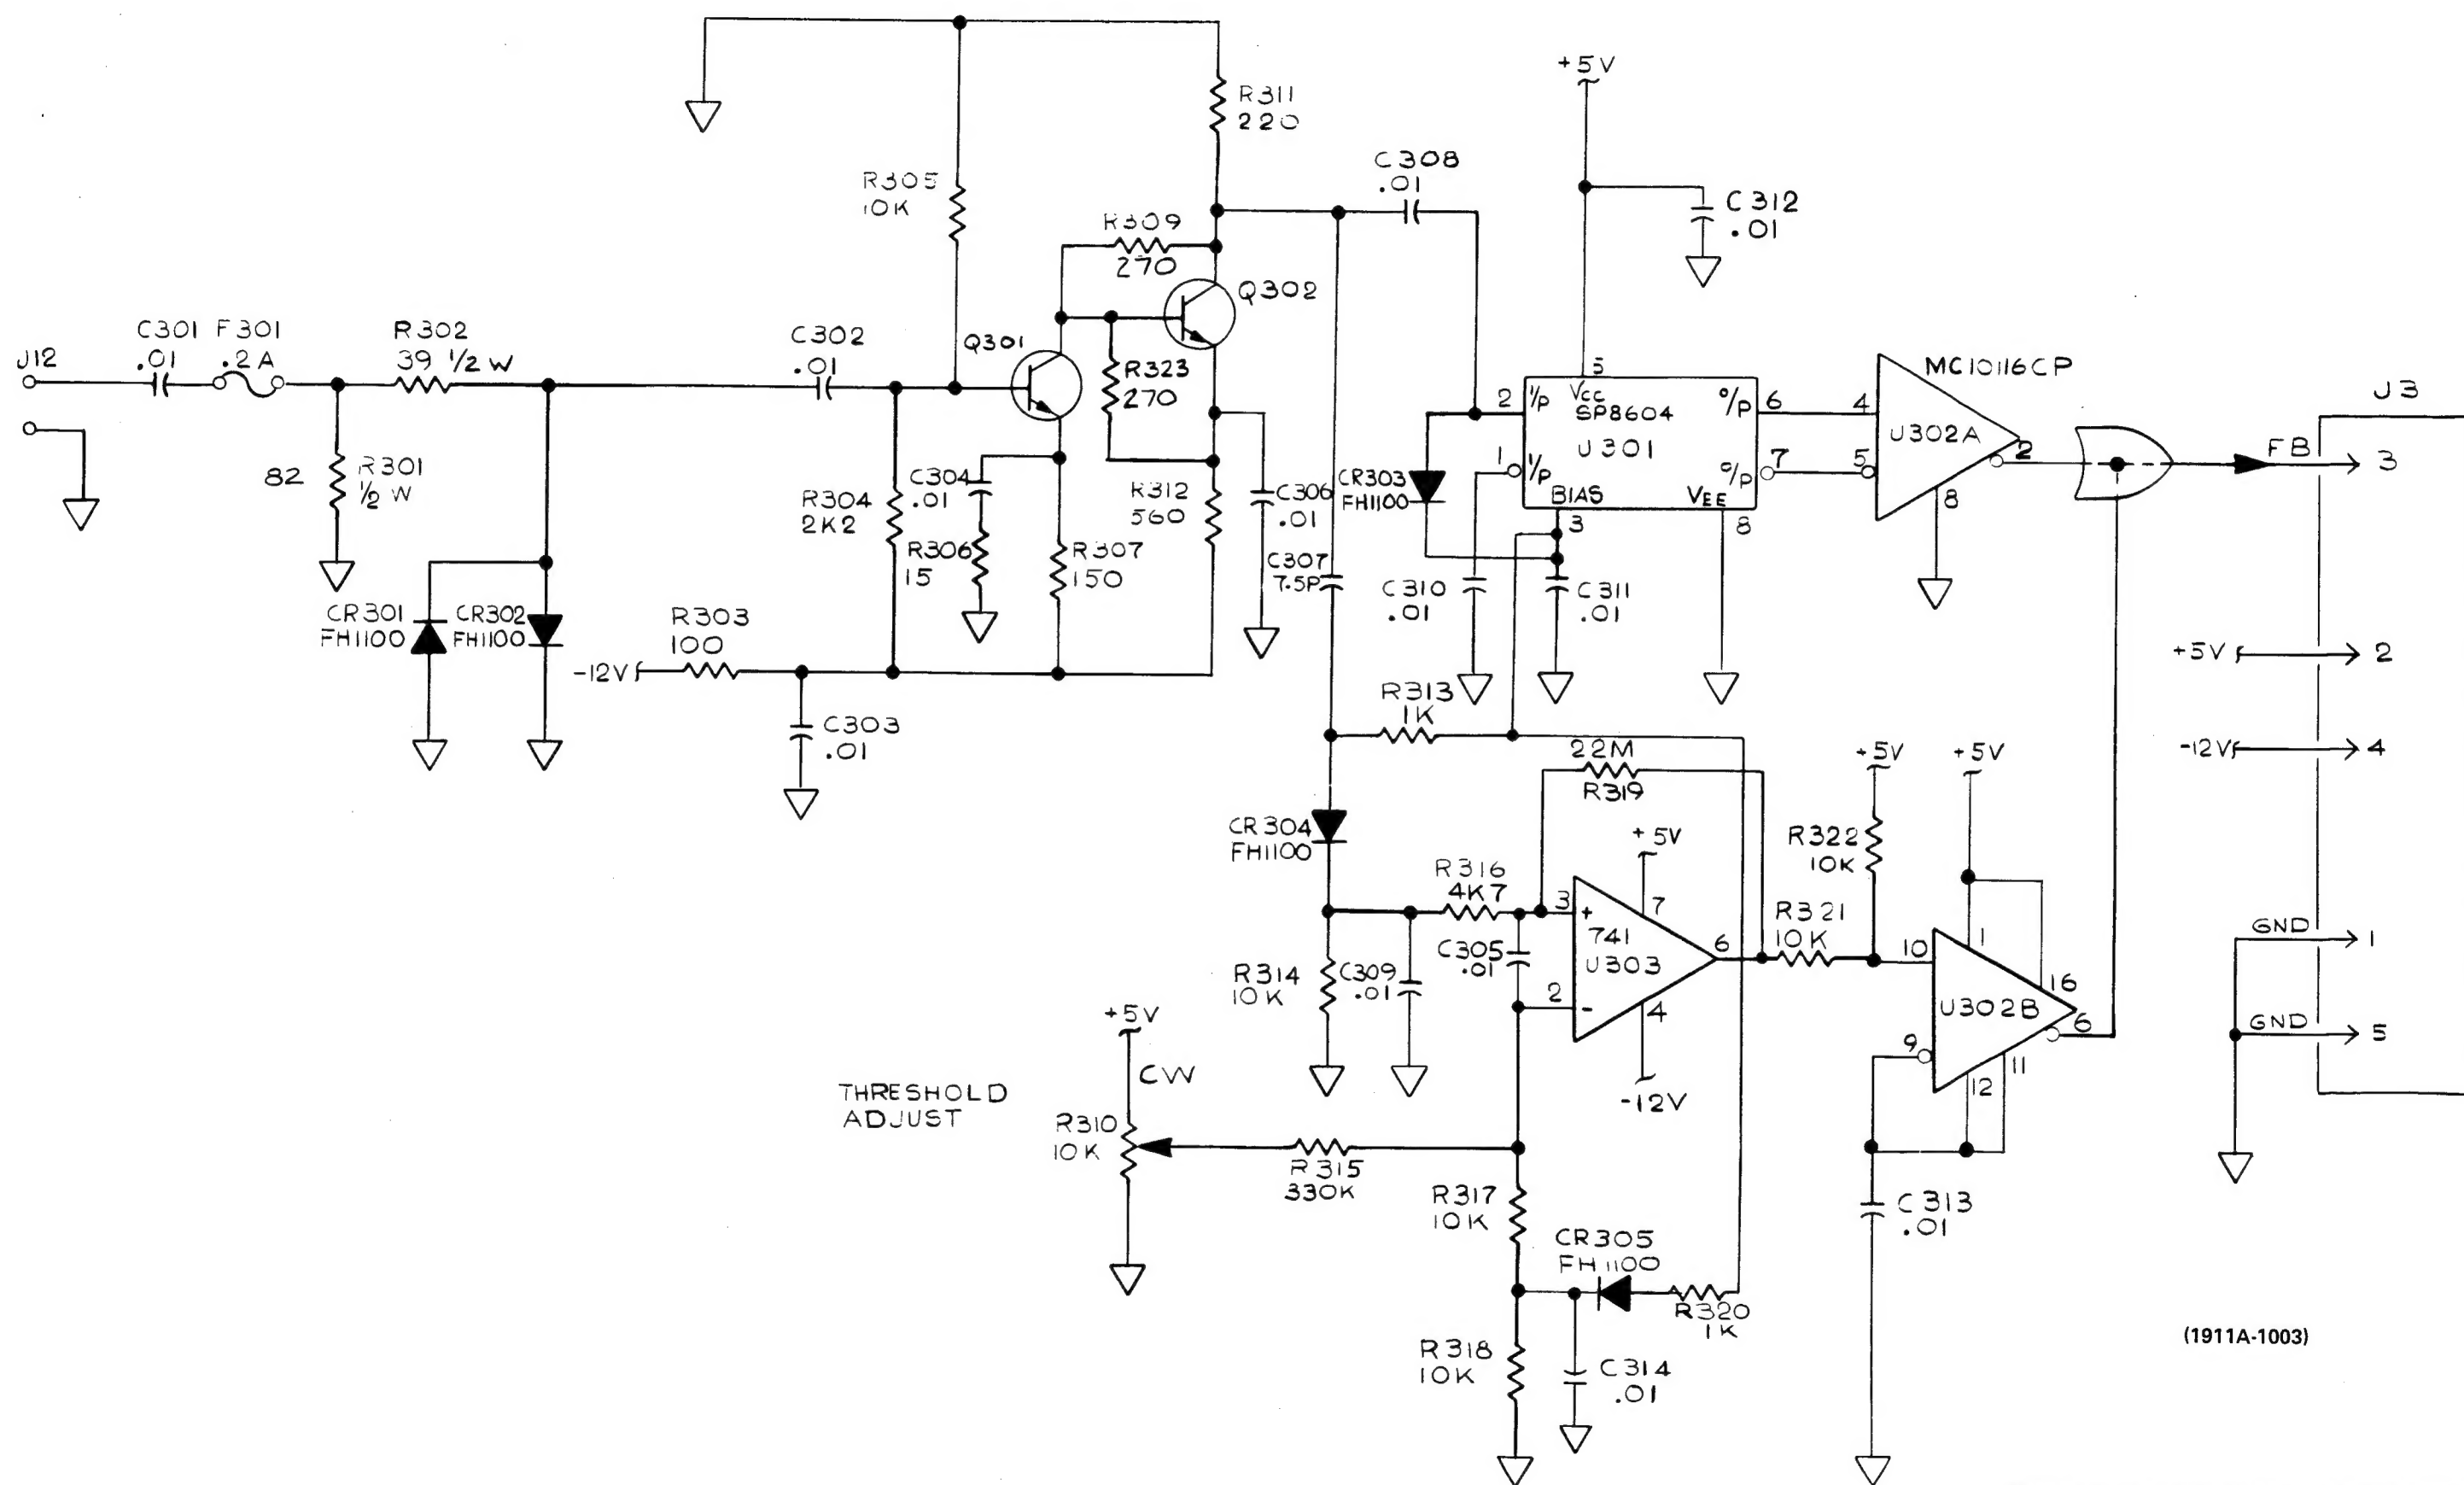 R311
220
+5V
R305
10K
C308
.01
C312
.01
R309
270
Q302
C301
.01
F301
.2A
R302
39 1/2 W
C302
.01
Q301
R323
270
J12
82
R301
1/2 W
C304
.01
R304
2K2
R306
15
R307
150
R312
560
C306
.01
C307
7.5P
CR303
FH1100
2
I/P
1
I/P
5
VCC
SP8604
U301
O/P
6
O/P
7
BIAS
3
VEE
8
MC10116CP
4
5
U302A
2
8
FB
J3
3
C310
.01
C311
.01
CR301
FH1100
CR302
FH1100
R303
100
-12V
C303
.01
R313
1K
+5V
2
-12V
4
22M
R319
CR304
FH1100
R316
4K7
+5V
3
+
7
741
U303
6
2
-
4
-12V
C305
.01
R314
10K
C309
.01
R322
10K
+5V
+5V
R321
10K
10
1
16
U302B
6
9
12
11
GND
1
GND
5
+5V
CW
THRESHOLD
ADJUST
R310
10K
R315
330K
R317
10K
CR305
FH1100
R320
1K
R318
10K
C314
.01
C313
.01
(1911A-1003)